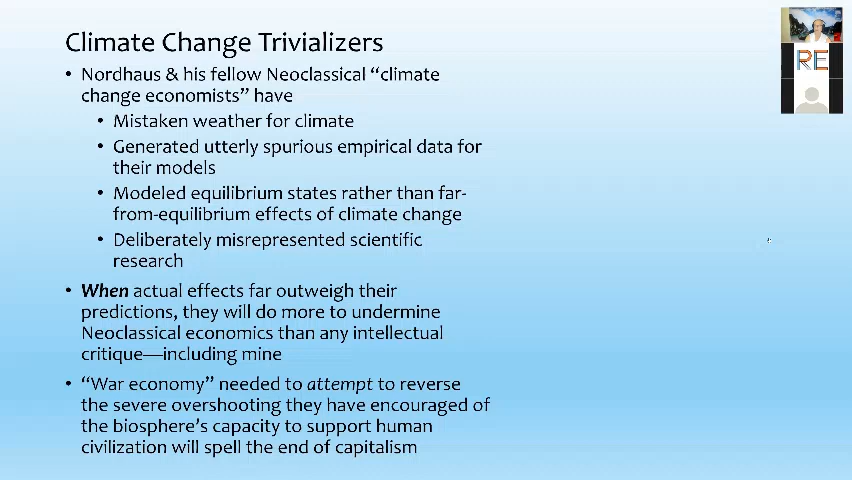 Climate Change Trivializers
• Nordhaus & his fellow Neoclassical “climate
change economists” have
• Mistaken weather for climate
• Generated utterly spurious empirical data for
their models
• Modeled equilibrium states rather than far-
from-equilibrium effects of climate change
• Deliberately misrepresented scientific
research
• When actual effects far outweigh their
predictions, they will do more to undermine
Neoclassical economics than any intellectual
critique—including mine
• “War economy” needed to attempt to reverse
the severe overshooting they have encouraged of
the biosphere’s capacity to support human
civilization will spell the end of capitalism
RE